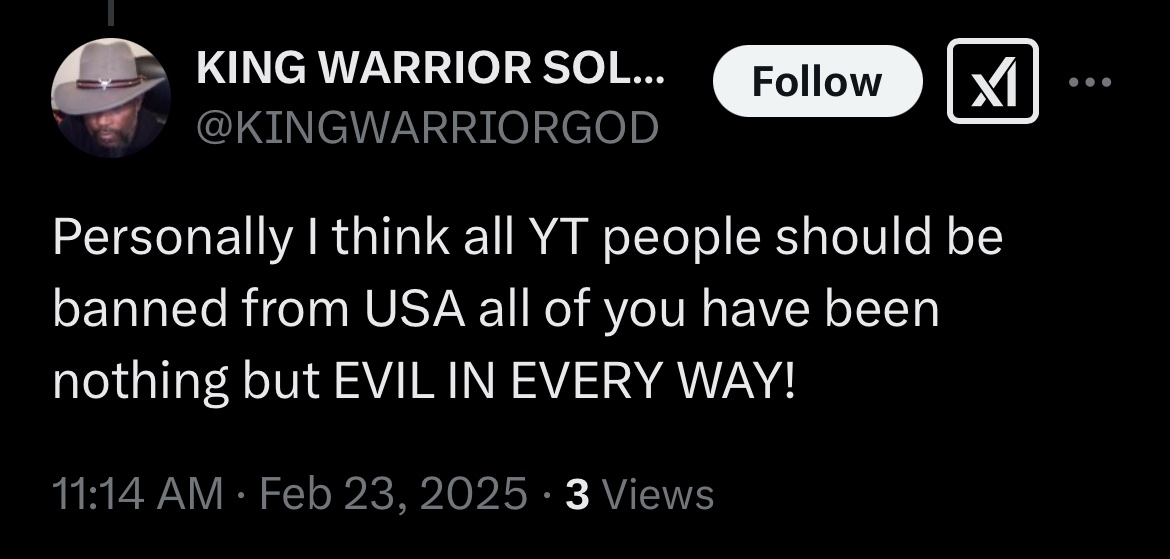 KING WARRIOR SOL...
Follow
@KINGWARRIORGOD
Personally I think all YT people should be
banned from USA all of you have been
nothing but EVIL IN EVERY WAY!
11:14 AM · Feb 23, 2025 · 3 Views